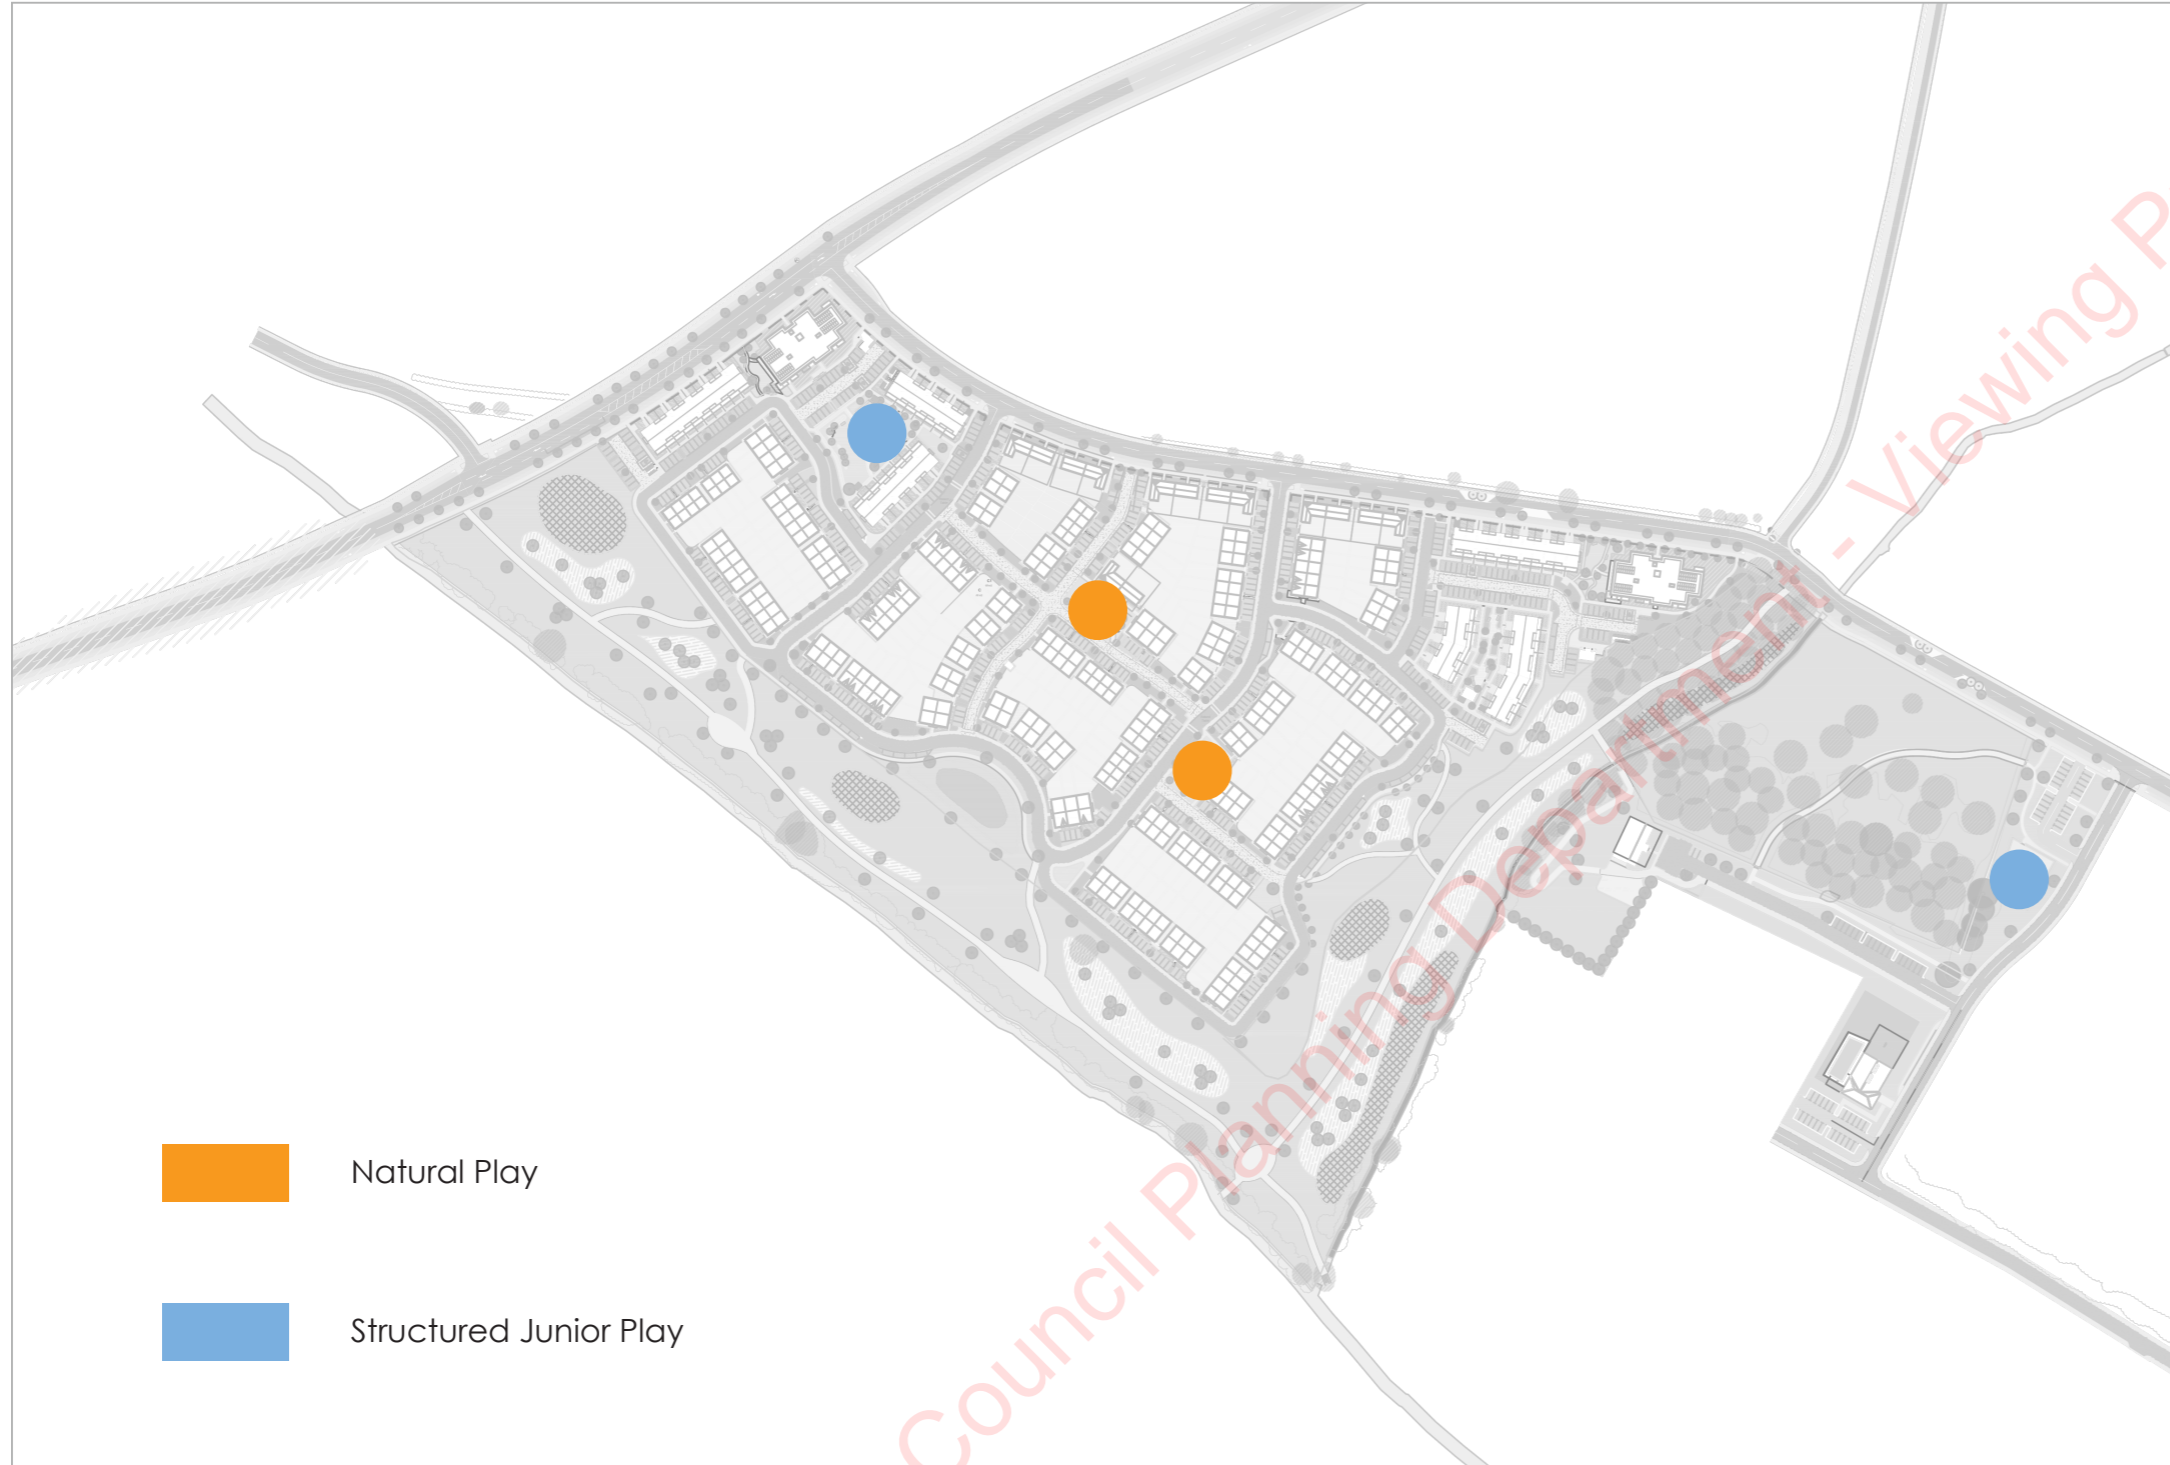 Natural Play
Structured Junior Play
Council Planning Department - Viewing